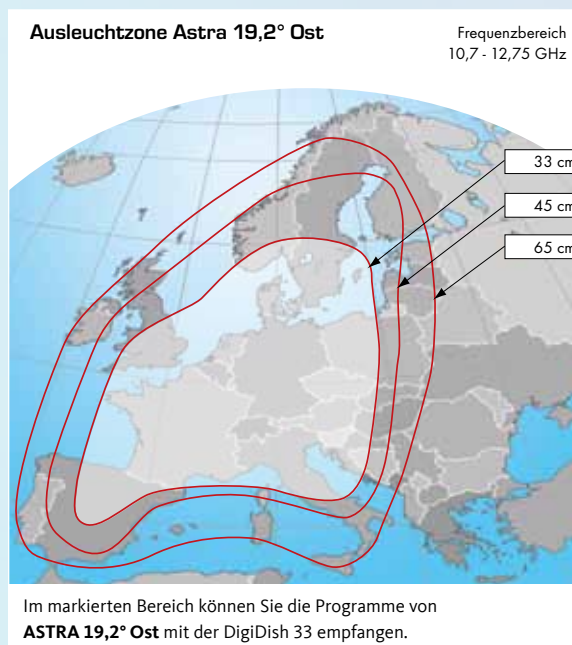 Ausleuchtzone Astra 19,2° Ost
Frequenzbereich
10,7 - 12,75 GHz
33 cm
45 cm
65 cm
Im markierten Bereich können Sie die Programme von
ASTRA 19,2° Ost mit der DigiDish 33 empfangen.